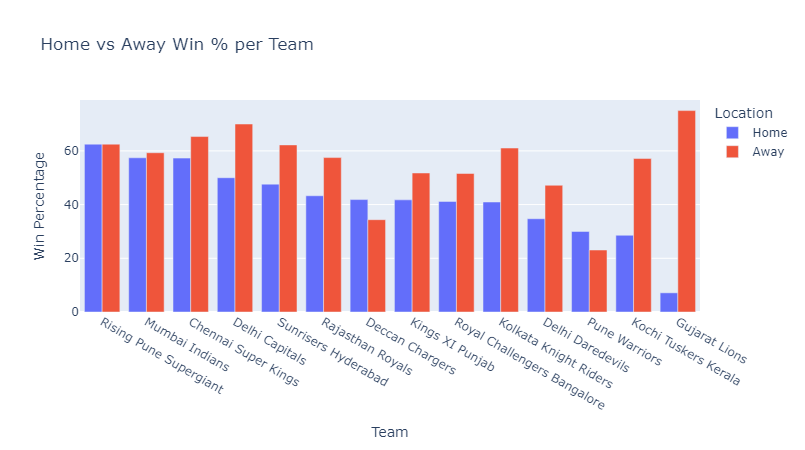 Home vs Away Win % per Team
Location
Home
Away
Win Percentage
60
40
20
0
Rising Pune Supergiant
Mumbai Indians
Chennai Super Kings
Delhi Capitals
Sunrisers Hyderabad
Rajasthan Royals
Deccan Chargers
Kings XI Punjab
Royal Challengers Bangalore
Kolkata Knight Riders
Delhi Daredevils
Pune Warriors
Kochi Tuskers Kerala
Gujarat Lions
Team